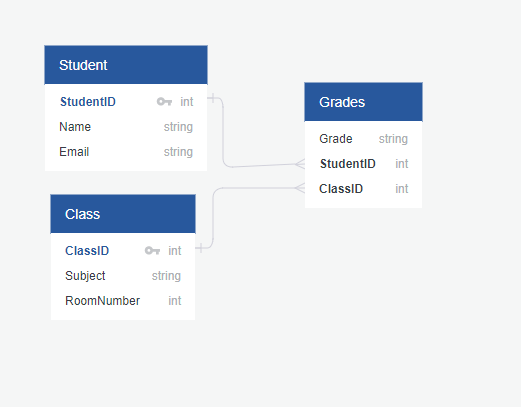 Student
StudentID int
Name string
Email string
Class
ClassID int
Subject string
RoomNumber int
Grades
Grade string
StudentID int
ClassID int